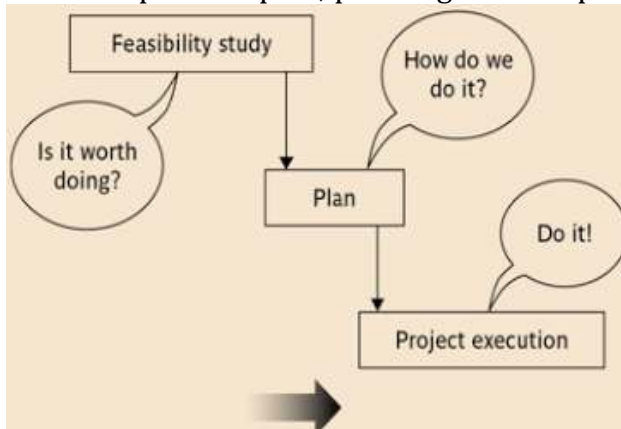 Feasibility study
How do we
do it?
Is it worth
doing?
Plan
Do it!
Project execution